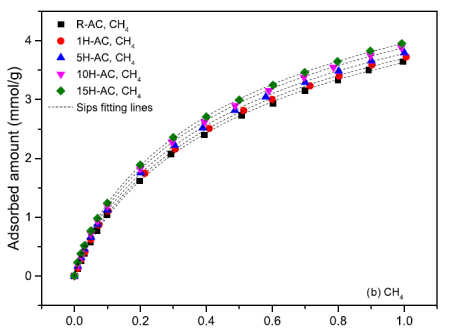 R-AC, CH₄
1H-AC, CH₄
5H-AC, CH₄
10H-AC, CH₄
15H-AC, CH₄
Sips fitting lines
Adsorbed amount (mmol/g)
4
3
2
1
0
(b) CH₄
0.0 0.2 0.4 0.6 0.8 1.0